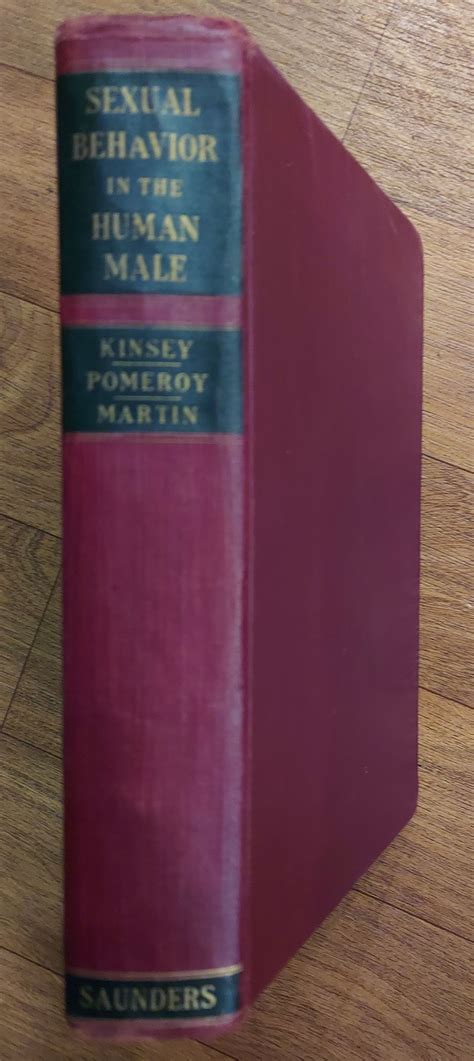 SEXUAL
BEHAVIOR
IN THE
HUMAN
MALE
KINSEY
POMEROY
MARTIN
SAUNDERS